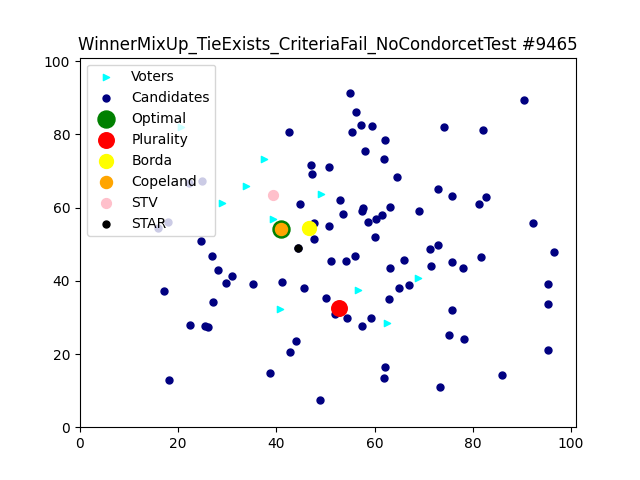 WinnerMixUp_TieExists_CriteriaFail_NoCondorcetTest #9465
100
80
60
40
20
0
Voters
Candidates
Optimal
Plurality
Borda
Copeland
STV
STAR
0 20 40 60 80 100